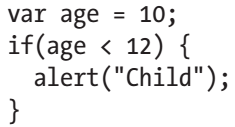 var age = 10;
if(age < 12) {
  alert("Child");
}